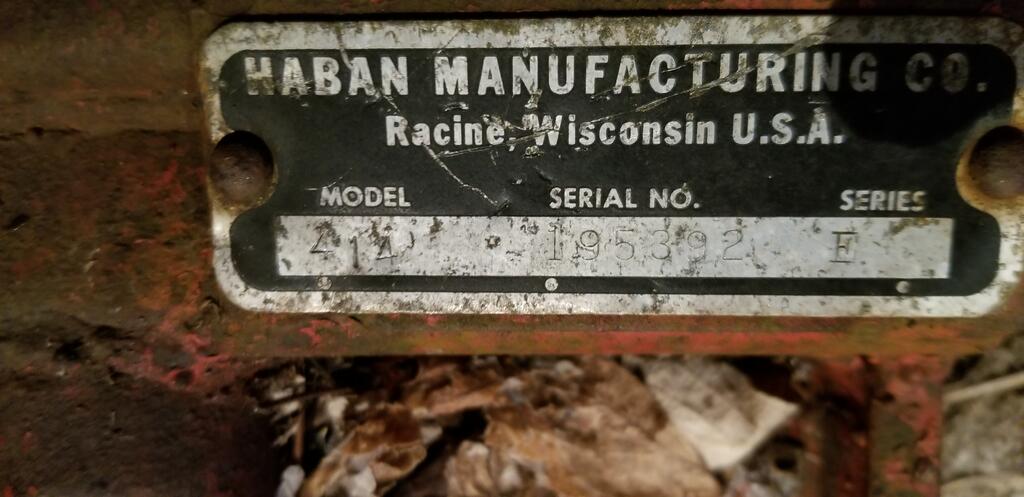 HABAN MANUFACTURING CO.
Racine, Wisconsin U.S.A.
MODEL SERIAL NO. SERIES
414 195392 E